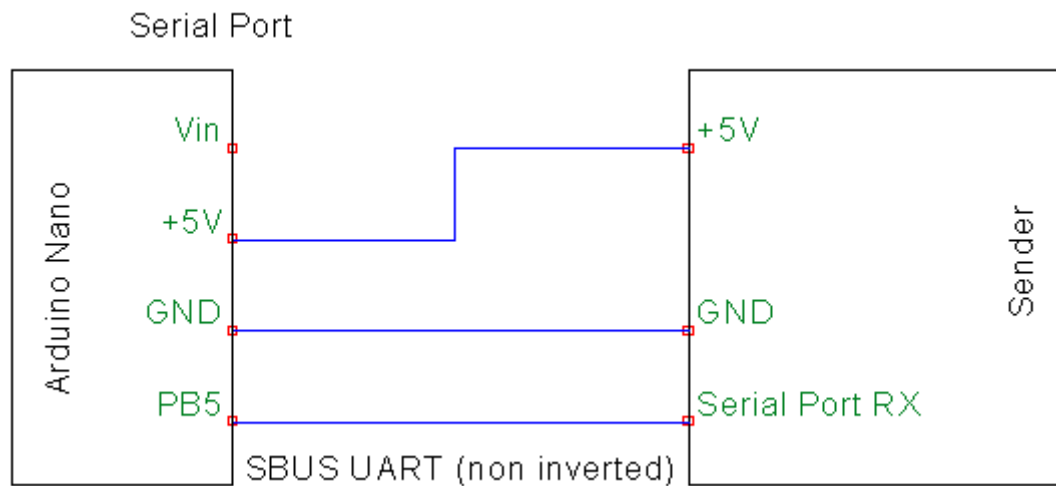 Serial Port
Arduino Nano
Vin
+5V
GND
PB5
+5V
GND
Serial Port RX
Sender
SBUS UART (non inverted)